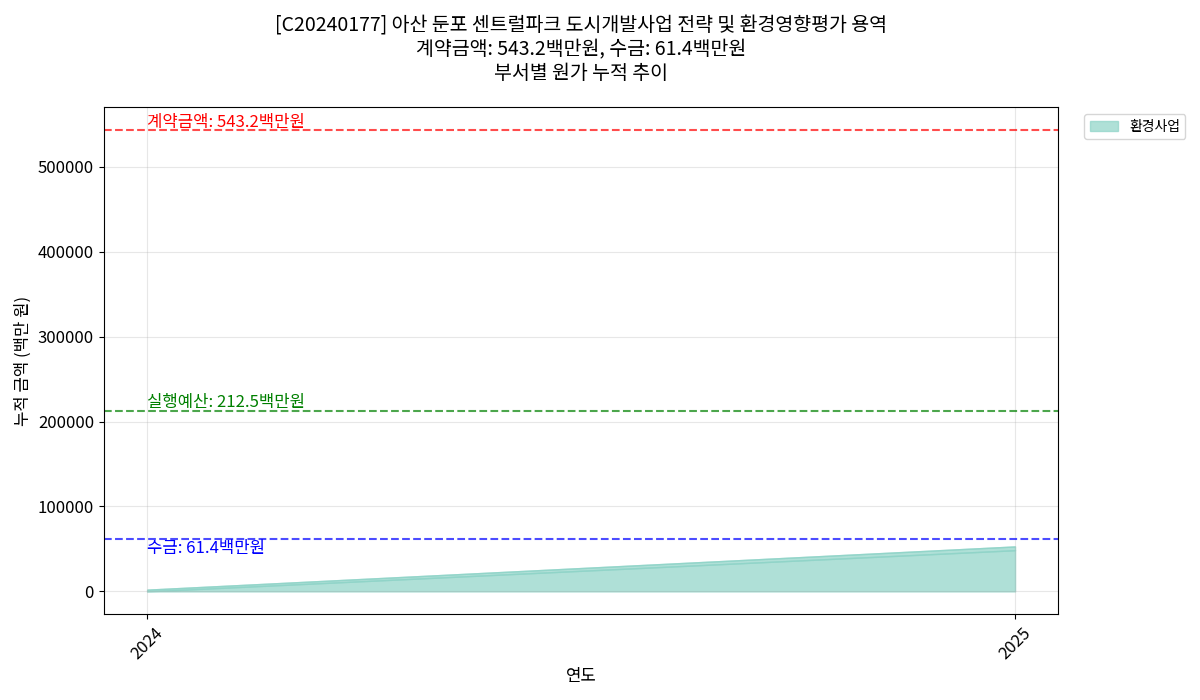 [C20240177] 아산 둔포 센트럴파크 도시개발사업 전략 및 환경영향평가 용역
계약금액: 543.2백만원, 수금: 61.4백만원
부서별 원가 누적 추이
계약금액: 543.2백만원
환경사업
500000
400000
300000
누적 금액 (백만 원)
실행예산: 212.5백만원
200000
100000
수금: 61.4백만원
0
2024
2025
연도